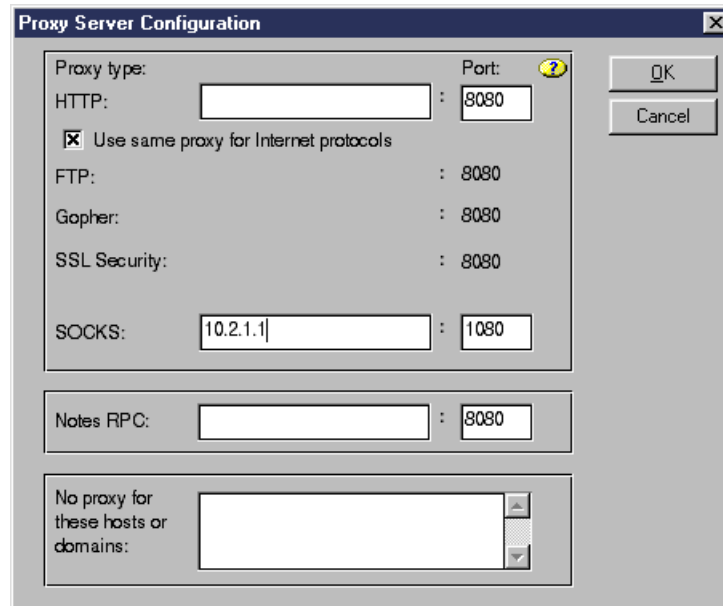 Proxy Server Configuration
Proxy type: Port:
HTTP: : 8080
Use same proxy for Internet protocols
FTP: : 8080
Gopher: : 8080
SSL Security: : 8080
SOCKS: 10.2.1.1 : 1080
Notes RPC: : 8080
No proxy for
these hosts or
domains:
OK
Cancel